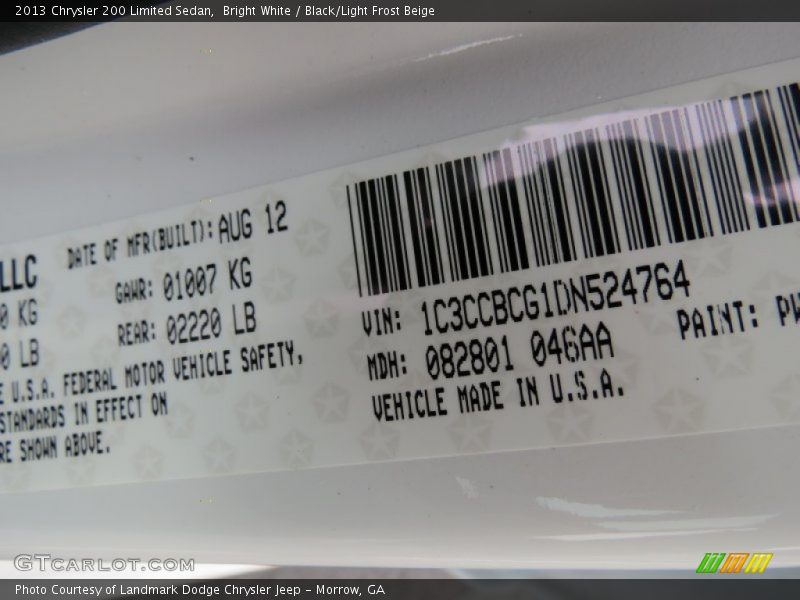 2013 Chrysler 200 Limited Sedan,  Bright White / Black/Light Frost Beige
LLC
DATE OF MFR(BUILT): AUG 12
0 KG
GAWR: 01007 KG
0 LB
REAR: 02220 LB
E U.S.A. FEDERAL MOTOR VEHICLE SAFETY,
STANDARDS IN EFFECT ON
RE SHOWN ABOVE.
VIN: 1C3CCBCG1DN524764
MDH: 082801 046AA
PAINT: PW
VEHICLE MADE IN U.S.A.
GTCARLOT.COM
Photo Courtesy of Landmark Dodge Chrysler Jeep – Morrow, GA